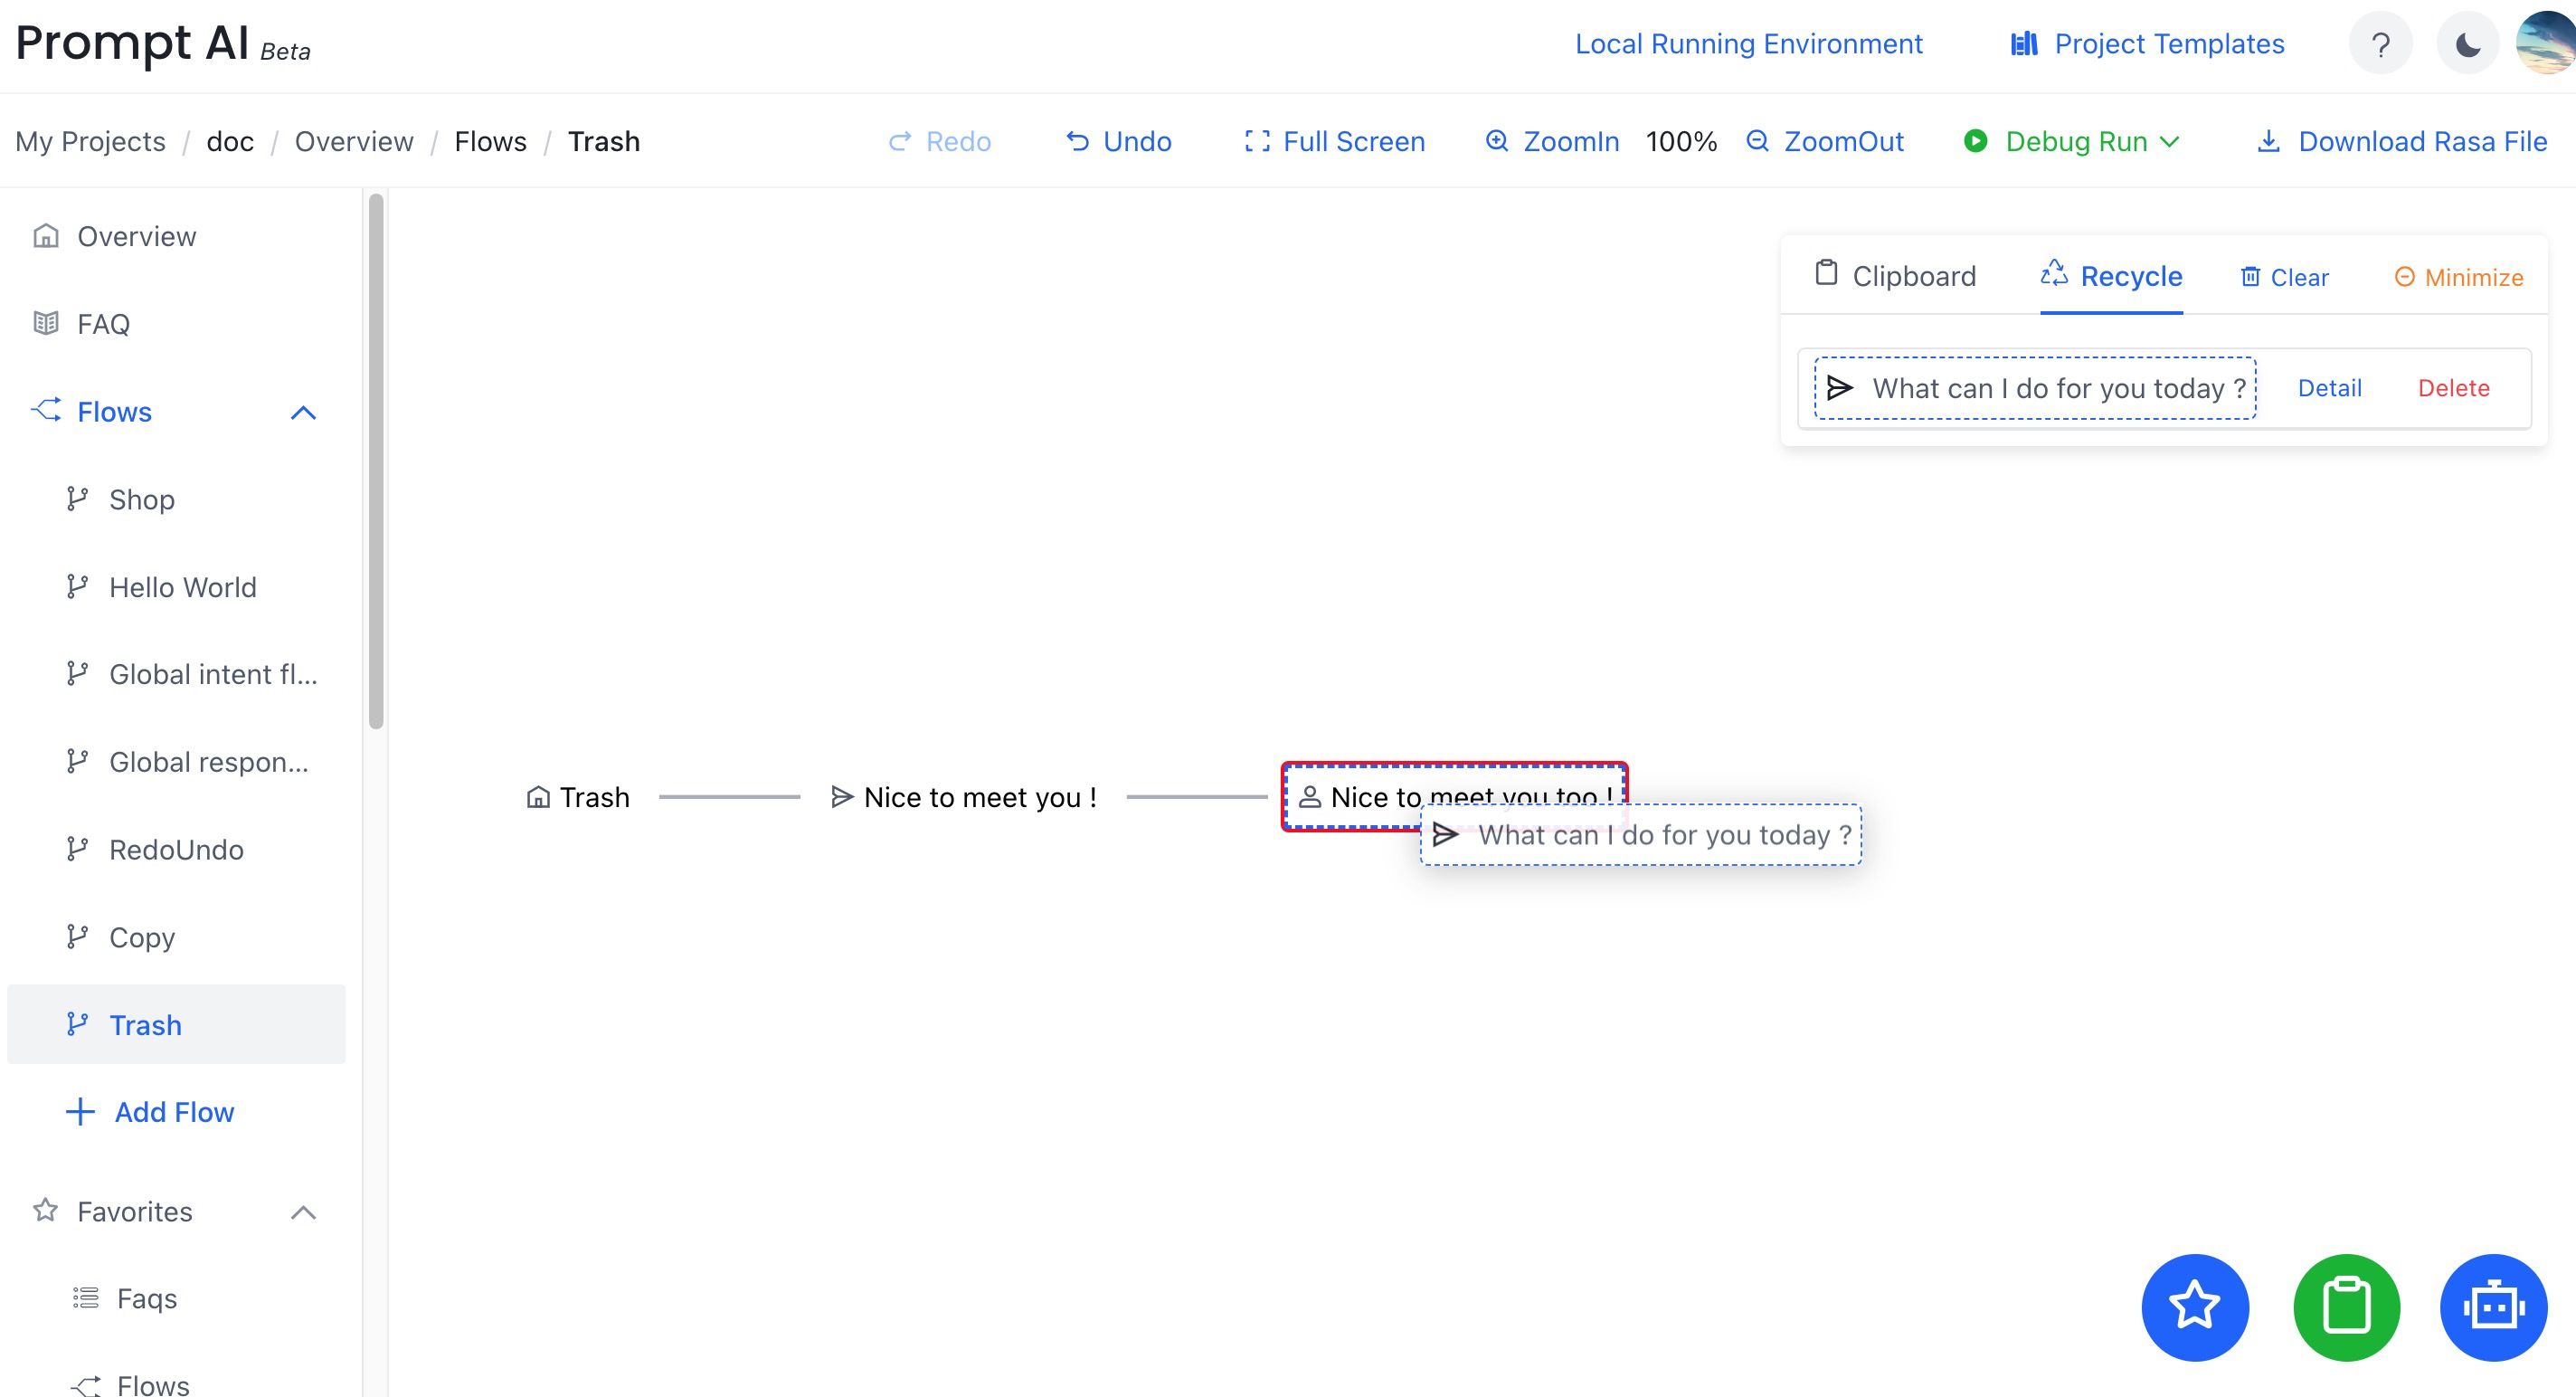 Prompt AI Beta
Local Running Environment
Project Templates
?
My Projects / doc / Overview / Flows / Trash
Redo
Undo
Full Screen
ZoomIn
100%
ZoomOut
Debug Run
Download Rasa File
Overview
FAQ
Flows
Shop
Hello World
Global intent fl...
Global respon...
RedoUndo
Copy
Trash
Add Flow
Favorites
Faqs
Flows
Clipboard
Recycle
Clear
Minimize
What can I do for you today ?
Detail
Delete
Trash
Nice to meet you !
Nice to meet you too !
What can I do for you today ?